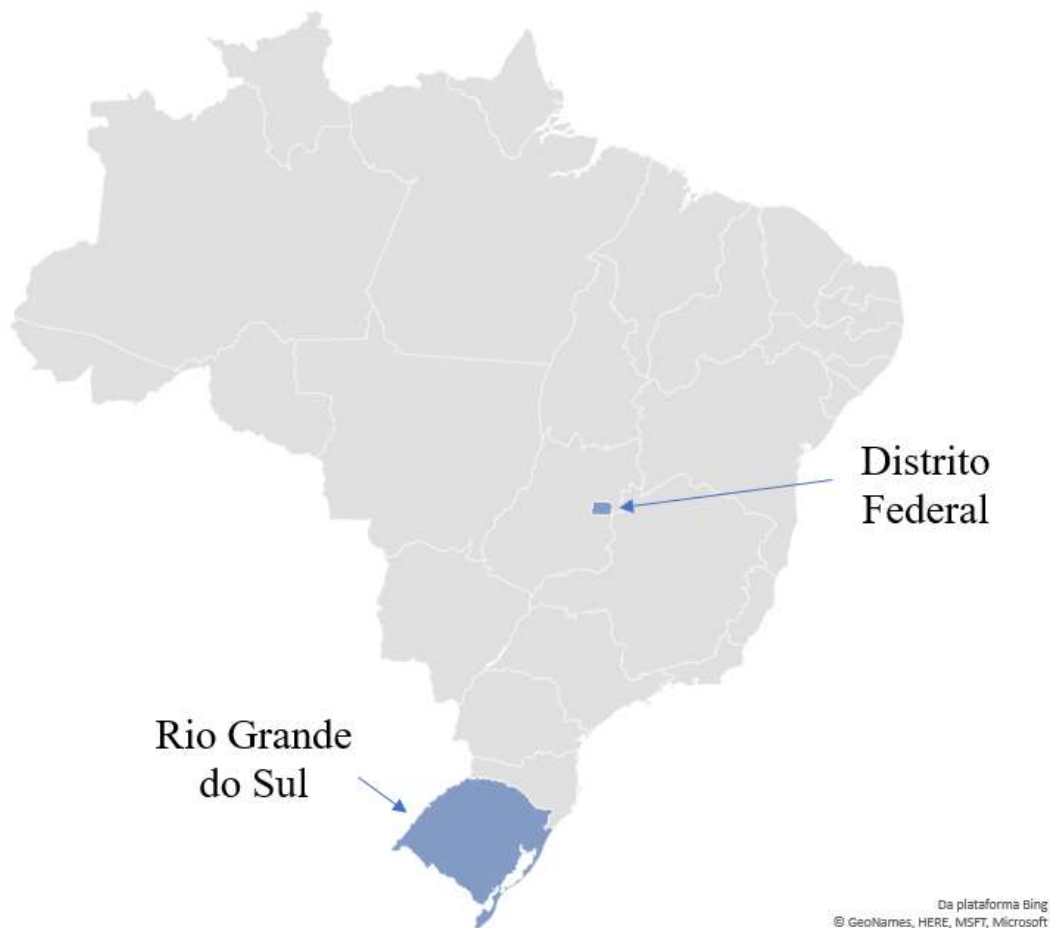 Distrito
Federal
Rio Grande
do Sul
Da plataforma Bing
© GeoNames, HERE, MSFT, Microsoft